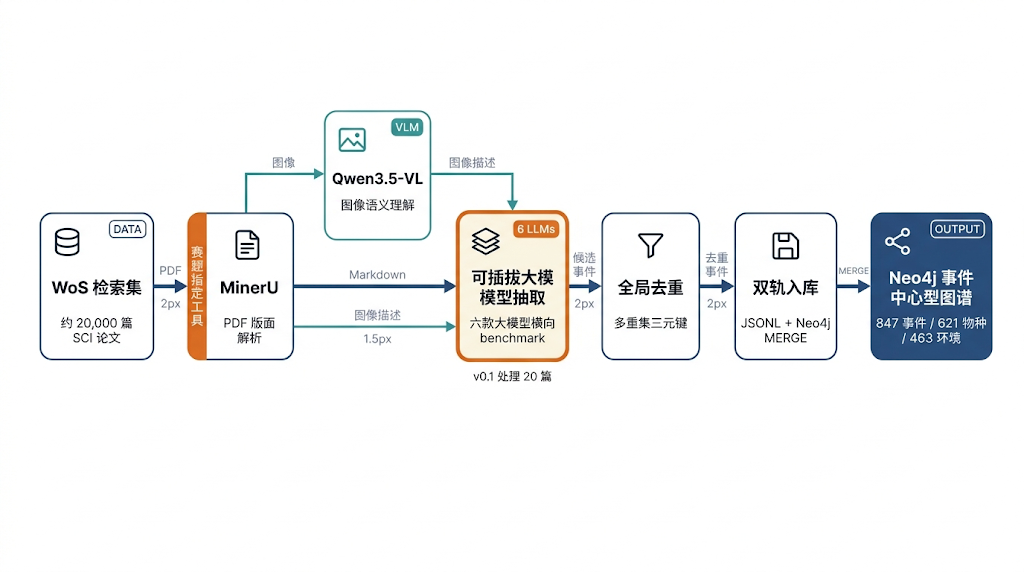 DATA
WoS 检索集
约 20,000 篇
SCI 论文
PDF
2px
赛题指定工具
MinerU
PDF 版面
解析
图像
VLM
Qwen3.5-VL
图像语义理解
图像描述
Markdown
图像描述
1.5px
6 LLMs
可插拔大模
模型抽取
六款大模型横向
benchmark
v0.1 处理 20 篇
候选
事件
2px
全局去重
多重集三元键
去重
事件
2px
双轨入库
JSONL + Neo4j
MERGE
MERGE
OUTPUT
Neo4j 事件
中心型图谱
847 事件 / 621 物种
/ 463 环境